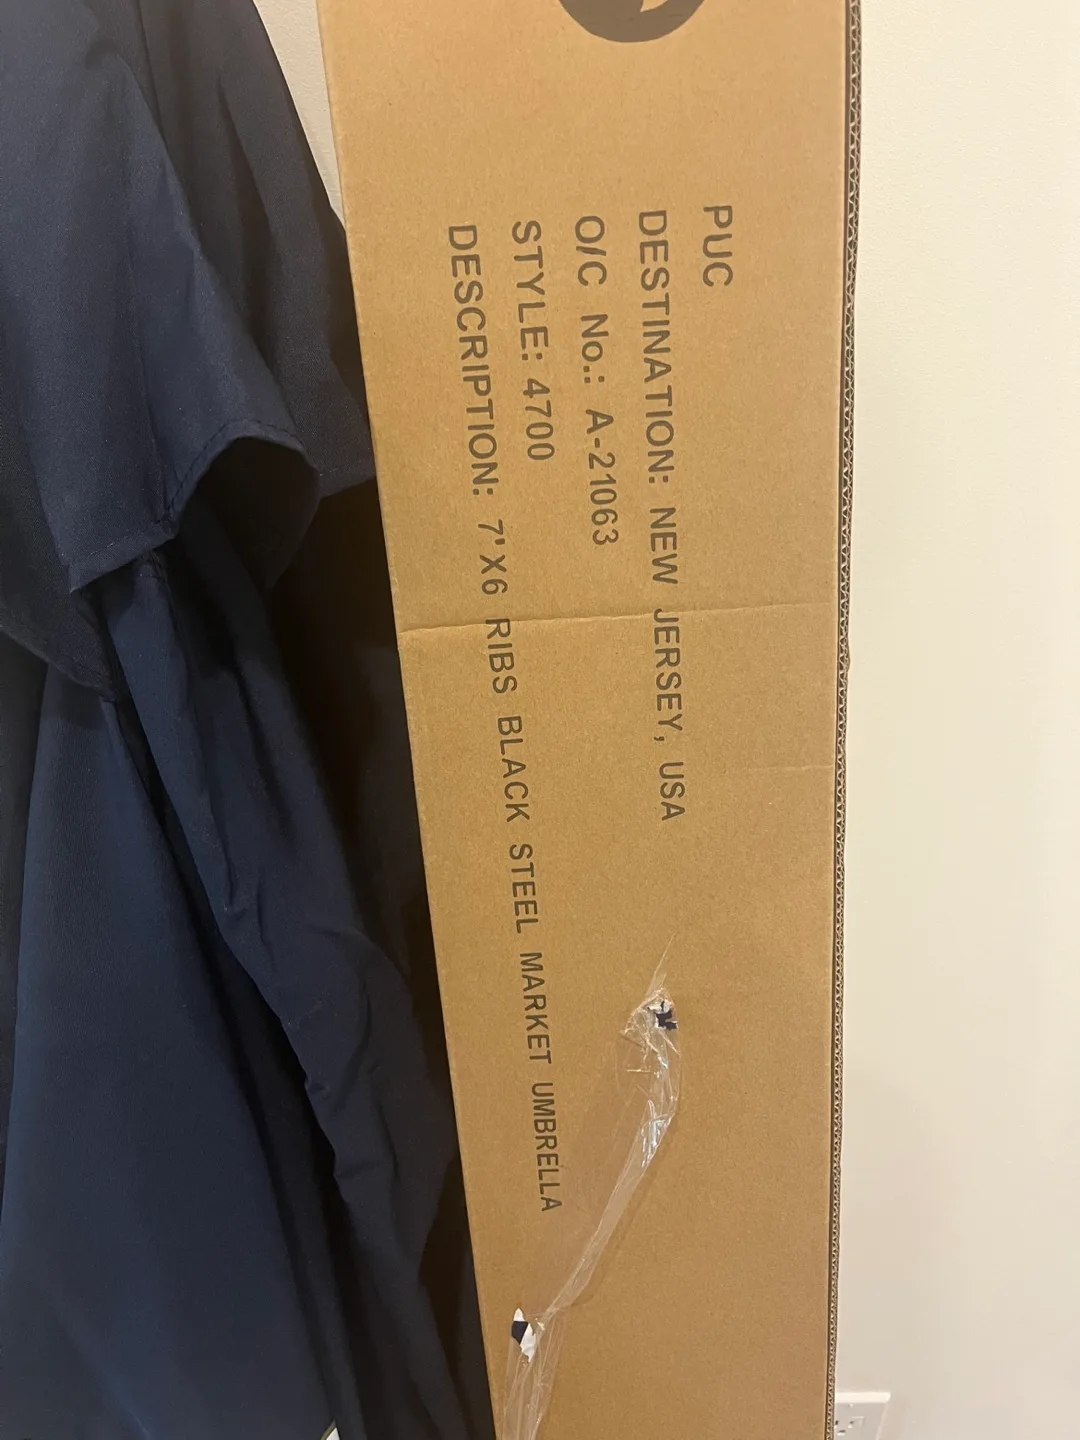 PUC
DESTINATION: NEW JERSEY, USA
O/C No.: A-21063
STYLE: 4700
DESCRIPTION: 7'X6 RIBS BLACK STEEL MARKET UMBRELLA